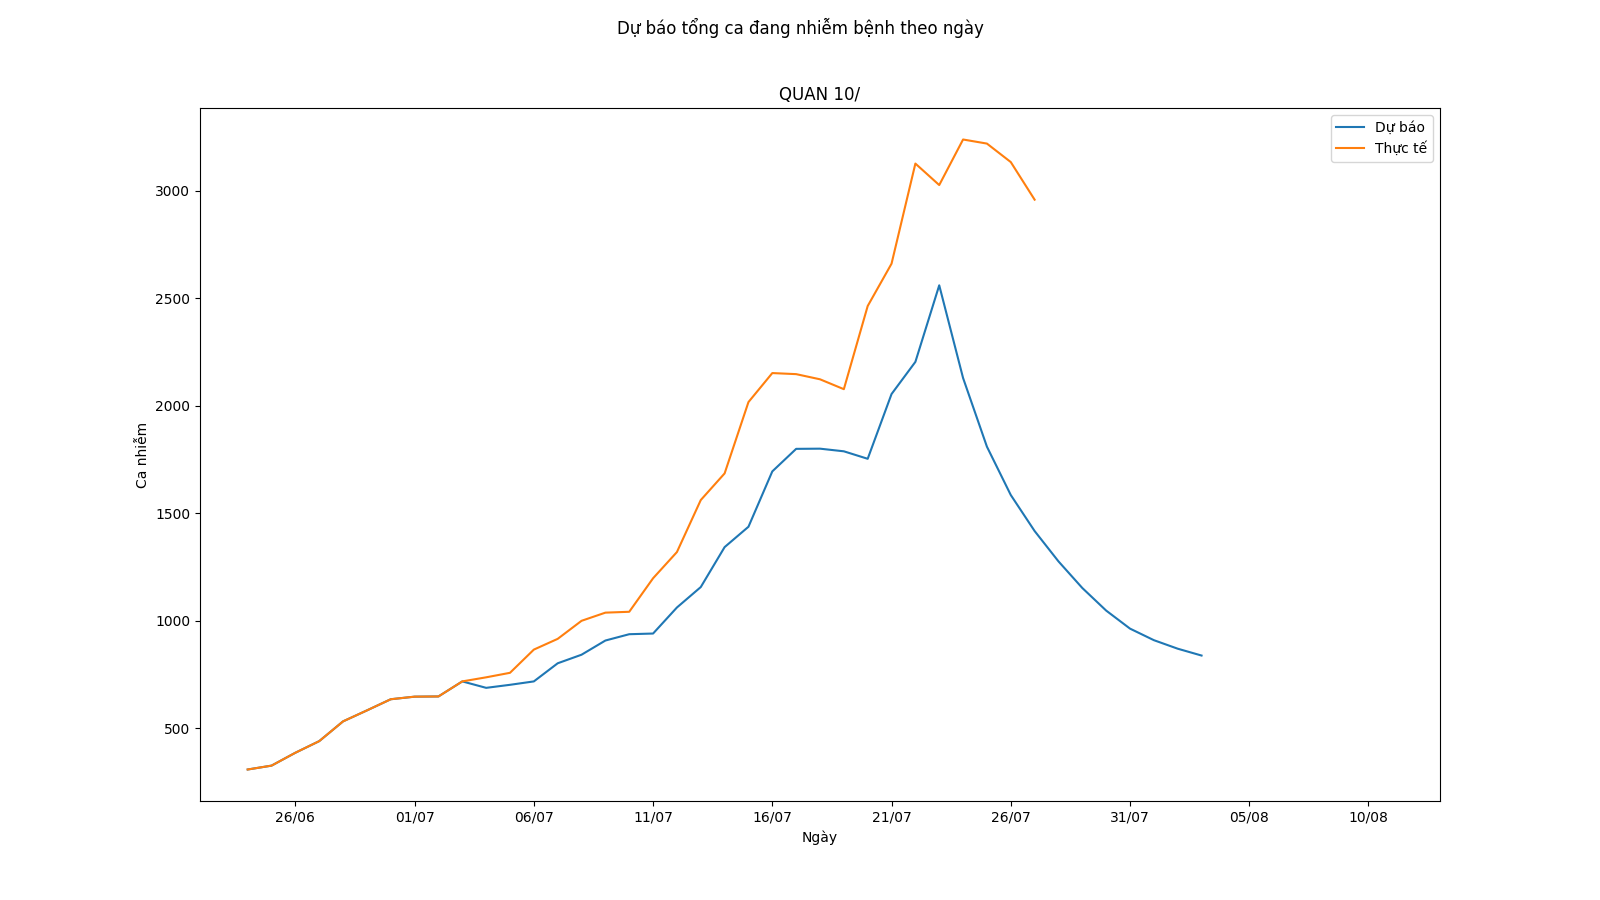 Dự báo tổng ca đang nhiễm bệnh theo ngày
QUAN 10/
Dự báo
Thực tế
3000
2500
2000
1500
1000
500
Ca nhiễm
26/06
01/07
06/07
11/07
16/07
21/07
26/07
31/07
05/08
10/08
Ngày